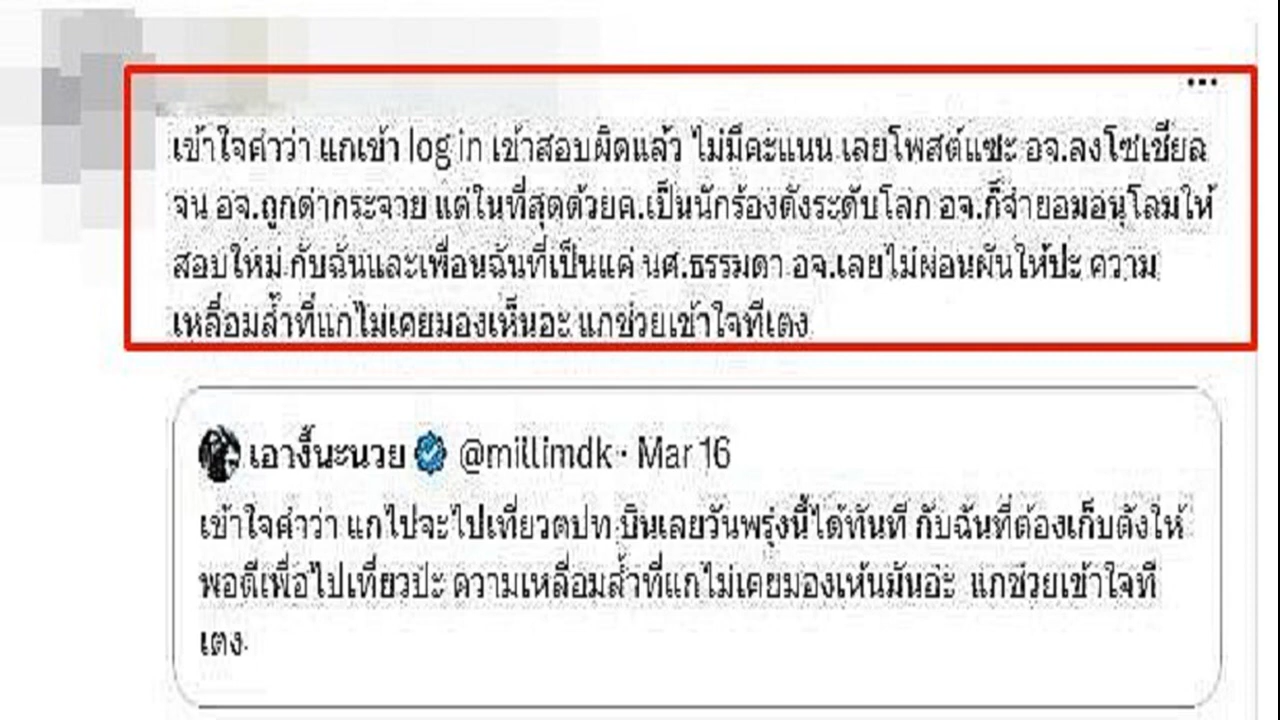 ...
เข้าใจคำว่า แกเข้า log in เข้าสอบผิดแล้ว ไม่มีคะแนน เลยโพสต์แซะ อจ.ลงโซเชี่ยล
จน อจ.ถูกด่ากระจาย แต่ในที่สุดด้วยค.เป็นนักร้องดังระดับโลก อจ.ก็จำยอมอนุโลมให้
สอบใหม่ กับฉันและเพื่อนฉันที่เป็นแค่ นศ.ธรรมดา อจ.เลยไม่ผ่อนผันให้ปะ ความ
เหลื่อมล้ำที่แกไม่เคยมองเห็นอะ แกช่วยเข้าใจทีเตง
เอางี้นะนวย @millimdk · Mar 16
เข้าใจคำว่า แกไปจะไปเที่ยวตปท บินเลยวันพรุ่งนี้ได้ทันที กับฉันที่ต้องเก็บตังให้
พอดีเพื่อไปเที่ยวป่ะ ความเหลื่อมล้ำที่แกไม่เคยมองเห็นมันอ่ะ แกช่วยเข้าใจที
เตง